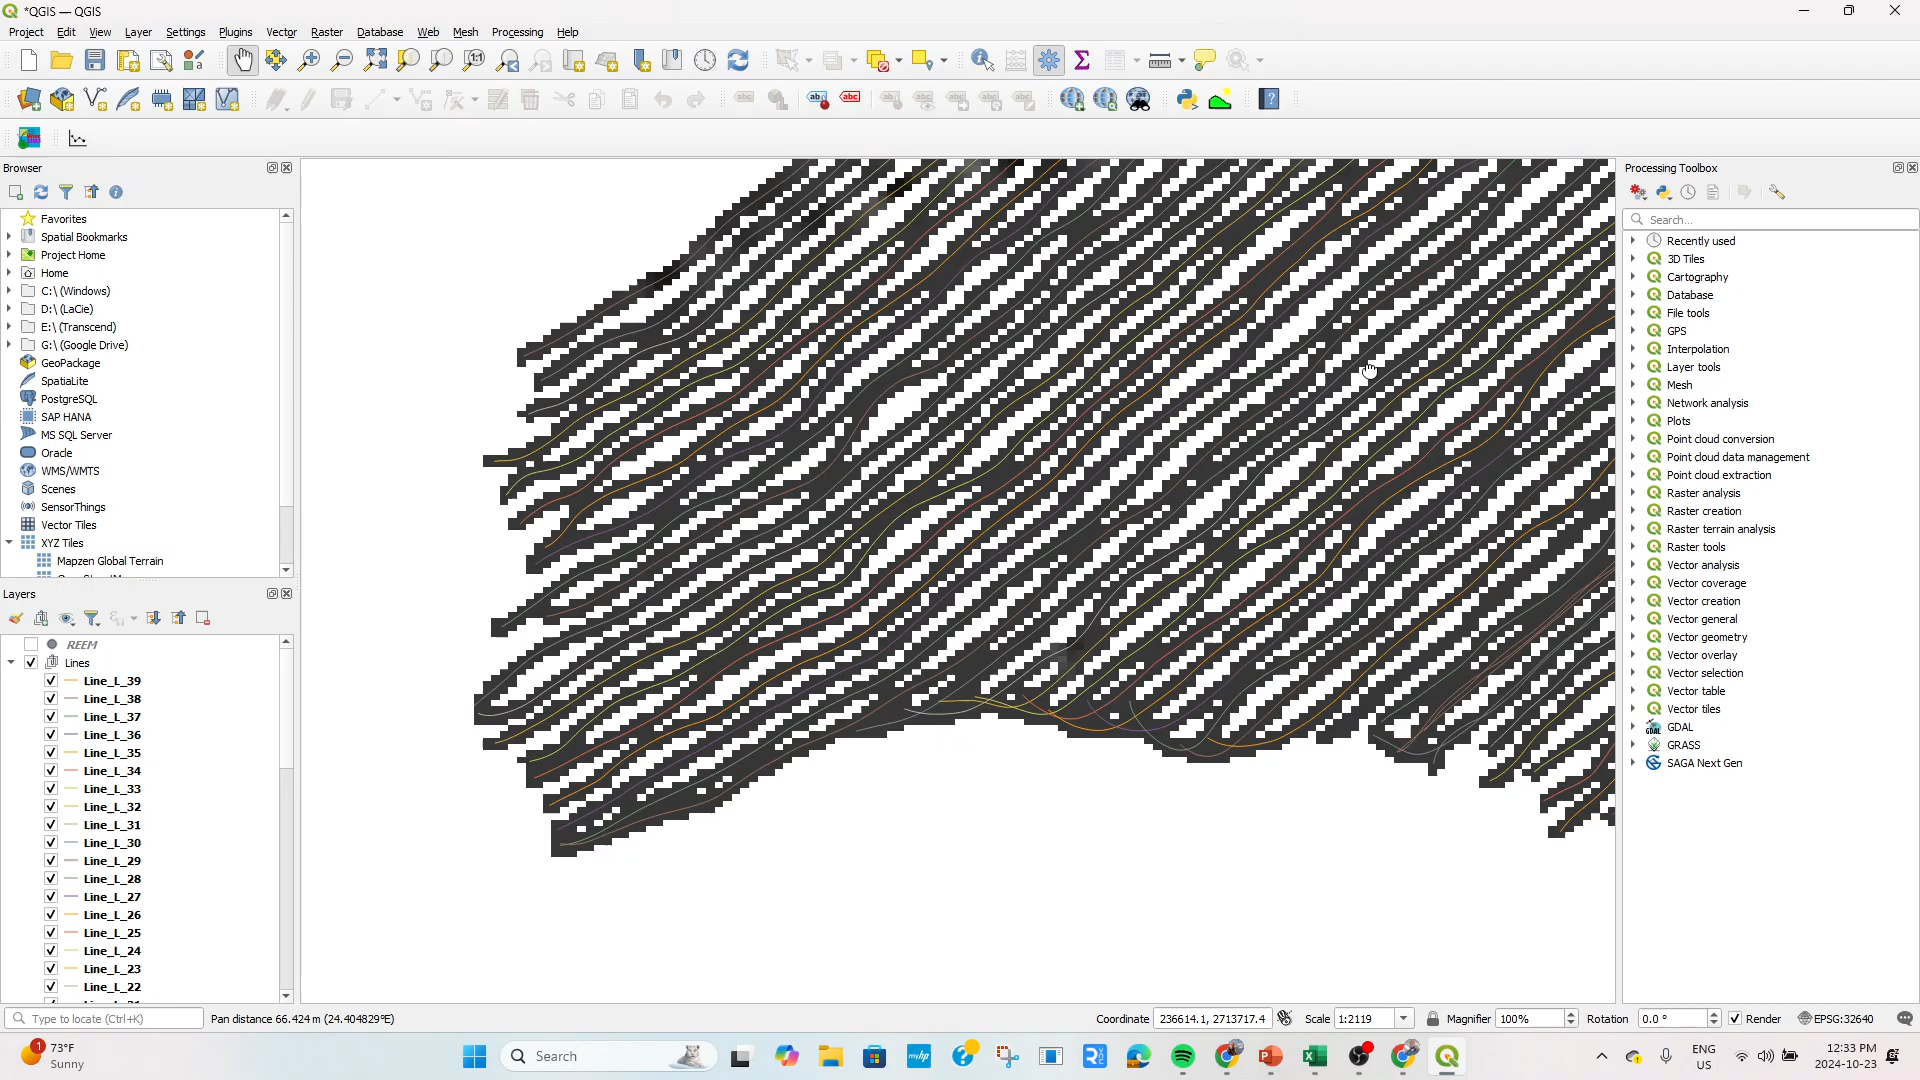 *QGIS — QGIS
Project Edit View Layer Settings Plugins Vector Raster Database Web Mesh Processing Help
Browser
Favorites
Spatial Bookmarks
Project Home
Home
C:\ (Windows)
D:\ (LaCie)
E:\ (Transcend)
G:\ (Google Drive)
GeoPackage
SpatiaLite
PostgreSQL
SAP HANA
MS SQL Server
Oracle
WMS/WMTS
Scenes
SensorThings
Vector Tiles
XYZ Tiles
Mapzen Global Terrain
Layers
REEM
Lines
Line_L_39
Line_L_38
Line_L_37
Line_L_36
Line_L_35
Line_L_34
Line_L_33
Line_L_32
Line_L_31
Line_L_30
Line_L_29
Line_L_28
Line_L_27
Line_L_26
Line_L_25
Line_L_24
Line_L_23
Line_L_22
Processing Toolbox
Search...
Recently used
3D Tiles
Cartography
Database
File tools
GPS
Interpolation
Layer tools
Mesh
Network analysis
Plots
Point cloud conversion
Point cloud data management
Point cloud extraction
Raster analysis
Raster creation
Raster terrain analysis
Raster tools
Vector analysis
Vector coverage
Vector creation
Vector general
Vector geometry
Vector overlay
Vector selection
Vector table
Vector tiles
GDAL
GRASS
SAGA Next Gen
Type to locate (Ctrl+K) Pan distance 66.424 m (24.404829°E) Coordinate 236614.1, 2713717.4 Scale 1:2119 Magnifier 100% Rotation 0.0 ° Render EPSG:32640
73°F
Sunny
Search
ENG
US
12:33 PM
2024-10-23